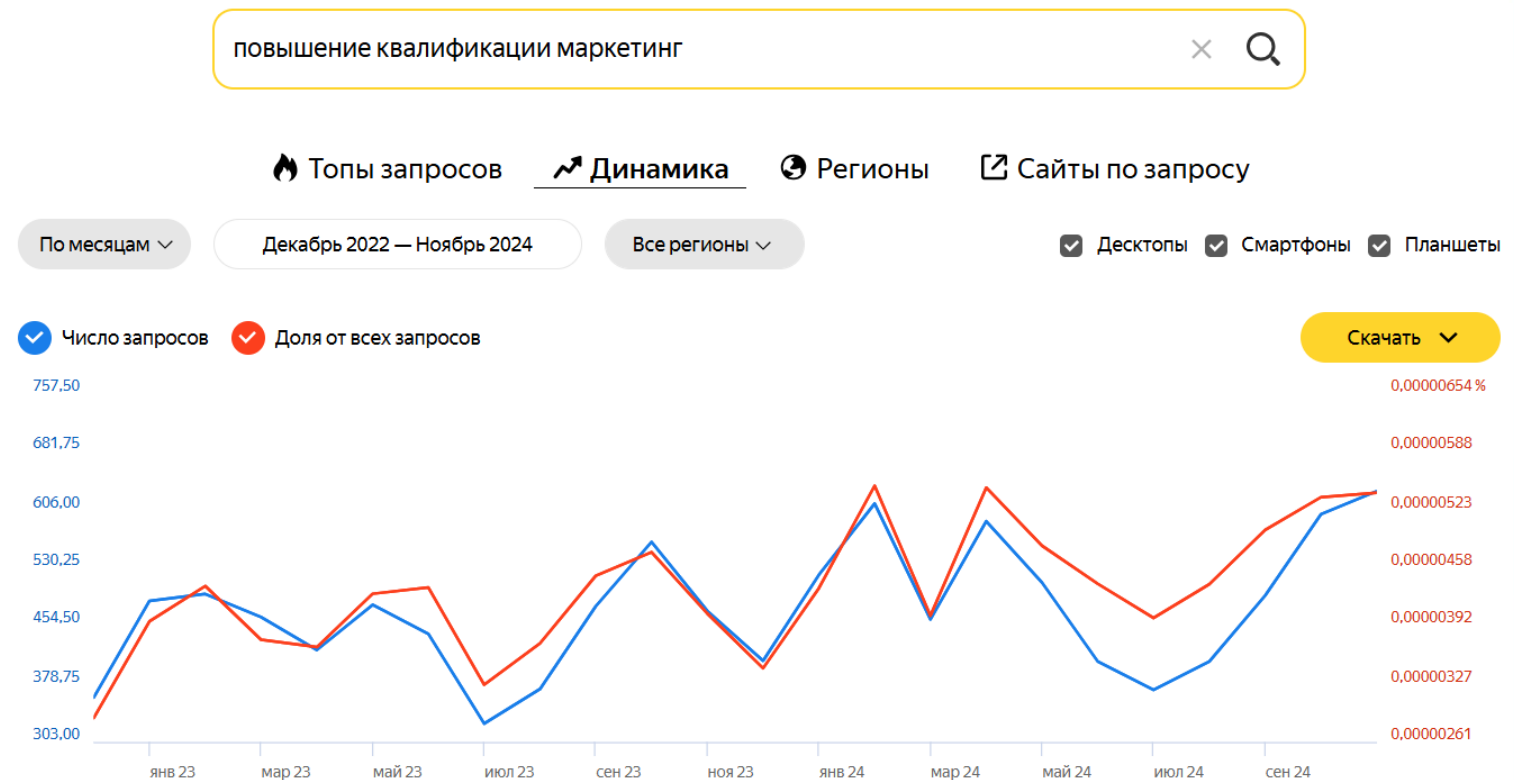 повышение квалификации маркетинг
Топы запросов Динамика Регионы Сайты по запросу
По месяцам Декабрь 2022 — Ноябрь 2024 Все регионы Десктопы Смартфоны Планшеты
Число запросов Доля от всех запросов Скачать
757,50 0,00000654 %
681,75 0,00000588
606,00 0,00000523
530,25 0,00000458
454,50 0,00000392
378,75 0,00000327
303,00 0,00000261
янв 23 мар 23 май 23 июл 23 сен 23 ноя 23 янв 24 мар 24 май 24 июл 24 сен 24